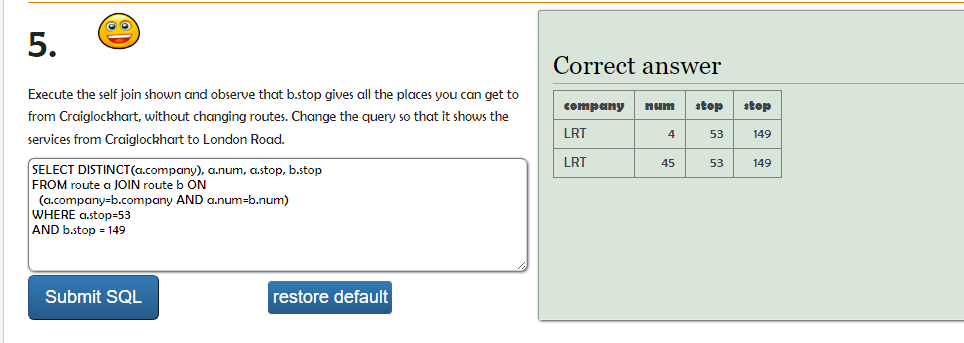 5.
Execute the self join shown and observe that b.stop gives all the places you can get to
from Craiglockhart, without changing routes. Change the query so that it shows the
services from Craiglockhart to London Road.
SELECT DISTINCT(a.company), a.num, a.stop, b.stop
FROM route a JOIN route b ON
(a.company=b.company AND a.num=b.num)
WHERE a.stop=53
AND b.stop = 149
Submit SQL restore default
Correct answer
company num stop stop
LRT 4 53 149
LRT 45 53 149